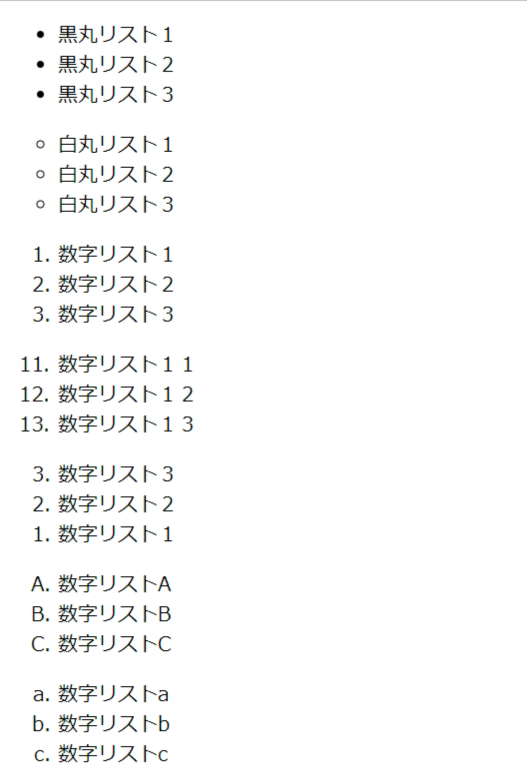 • 黒丸リスト１
• 黒丸リスト２
• 黒丸リスト３
◦ 白丸リスト１
◦ 白丸リスト２
◦ 白丸リスト３
1. 数字リスト１
2. 数字リスト２
3. 数字リスト３
11. 数字リスト１１
12. 数字リスト１２
13. 数字リスト１３
3. 数字リスト３
2. 数字リスト２
1. 数字リスト１
A. 数字リストA
B. 数字リストB
C. 数字リストC
a. 数字リストa
b. 数字リストb
c. 数字リストc